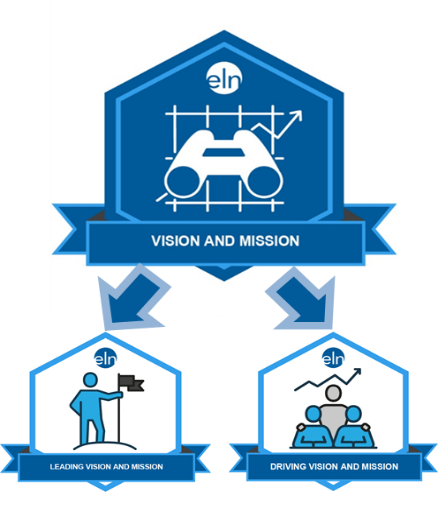 eln
VISION AND MISSION
eln
LEADING VISION AND MISSION
eln
DRIVING VISION AND MISSION